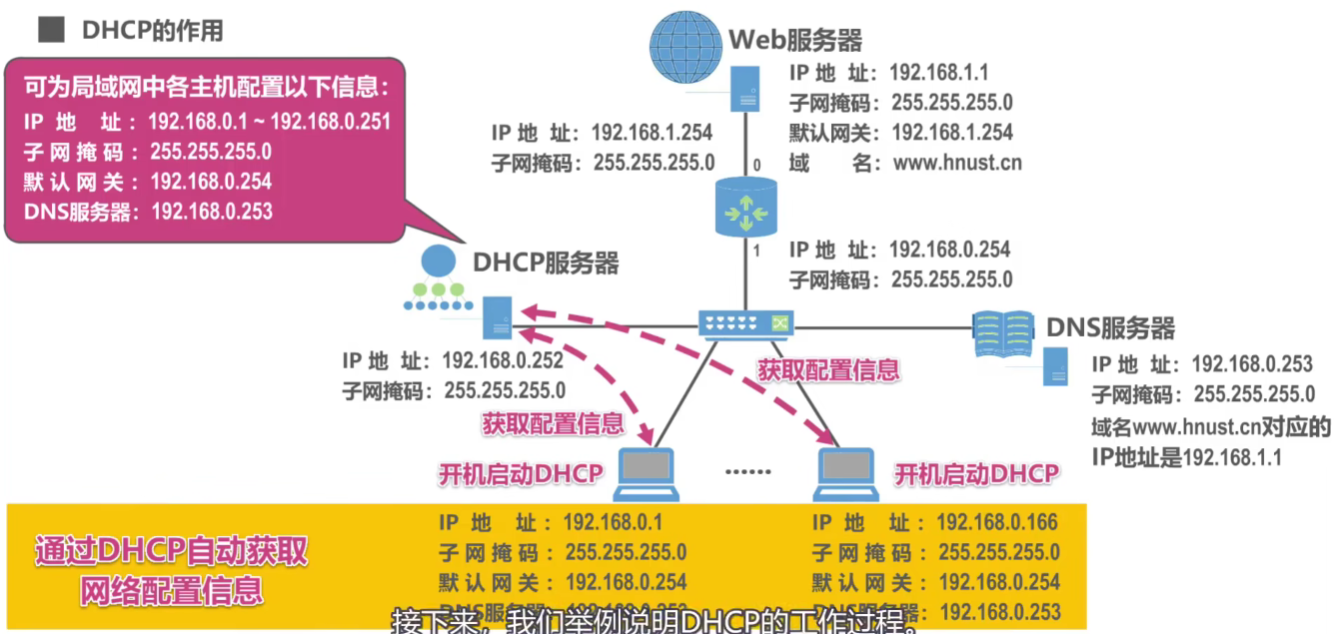 DHCP的作用
可为局域网中各主机配置以下信息：
IP 地 址：192.168.0.1 ~ 192.168.0.251
子网掩码：255.255.255.0
默认网关：192.168.0.254
DNS服务器：192.168.0.253
Web服务器
IP 地 址：192.168.1.1
子网掩码：255.255.255.0
默认网关：192.168.1.254
域 名：www.hnust.cn
IP 地 址：192.168.1.254
子网掩码：255.255.255.0
0
1
IP 地 址：192.168.0.254
子网掩码：255.255.255.0
DHCP服务器
IP 地 址：192.168.0.252
子网掩码：255.255.255.0
DNS服务器
IP 地 址：192.168.0.253
子网掩码：255.255.255.0
域名www.hnust.cn对应的
IP地址是192.168.1.1
获取配置信息
获取配置信息
开机启动DHCP
······
开机启动DHCP
通过DHCP自动获取
网络配置信息
IP 地 址：192.168.0.1
子网掩码：255.255.255.0
默认网关：192.168.0.254
IP 地 址：192.168.0.166
子网掩码：255.255.255.0
默认网关：192.168.0.254
DNS服务器：192.168.0.253
接下来，我们举例说明DHCP的工作过程。